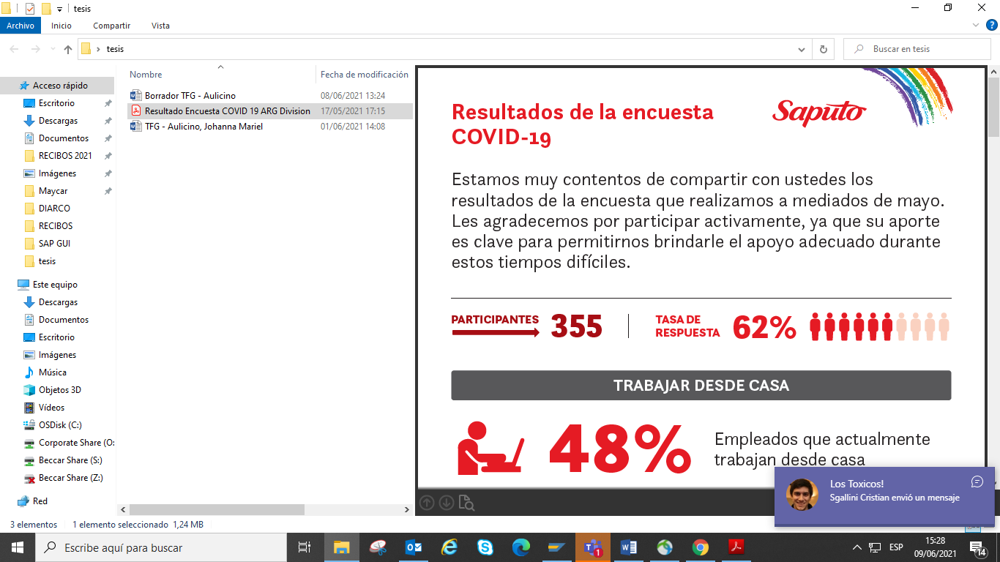 tesis
Archivo
Inicio
Compartir
Vista
tesis
Buscar en tesis
Acceso rápido
Escritorio
Descargas
Documentos
RECIBOS 2021
Imágenes
Maycar
DIARCO
RECIBOS
SAP GUI
tesis
Este equipo
Descargas
Documentos
Escritorio
Imágenes
Música
Objetos 3D
Vídeos
OSDisk (C:)
Corporate Share (O:
Beccar Share (S:)
Beccar Share (Z:)
Red
Nombre Fecha de modificación
Borrador TFG - Aulicino 08/06/2021 13:24
Resultado Encuesta COVID 19 ARG Division 17/05/2021 17:15
TFG - Aulicino, Johanna Mariel 01/06/2021 14:08
Resultados de la encuesta
COVID-19
Saputo
Estamos muy contentos de compartir con ustedes los
resultados de la encuesta que realizamos a mediados de mayo.
Les agradecemos por participar activamente, ya que su aporte
es clave para permitirnos brindarle el apoyo adecuado durante
estos tiempos difíciles.
PARTICIPANTES 355
TASA DE
RESPUESTA 62%
TRABAJAR DESDE CASA
48%
Empleados que actualmente
trabajan desde casa
Los Toxicos!
Sgallini Cristian envió un mensaje
3 elementos 1 elemento seleccionado 1,24 MB
Escribe aquí para buscar
1
ESP
15:28
09/06/2021
14